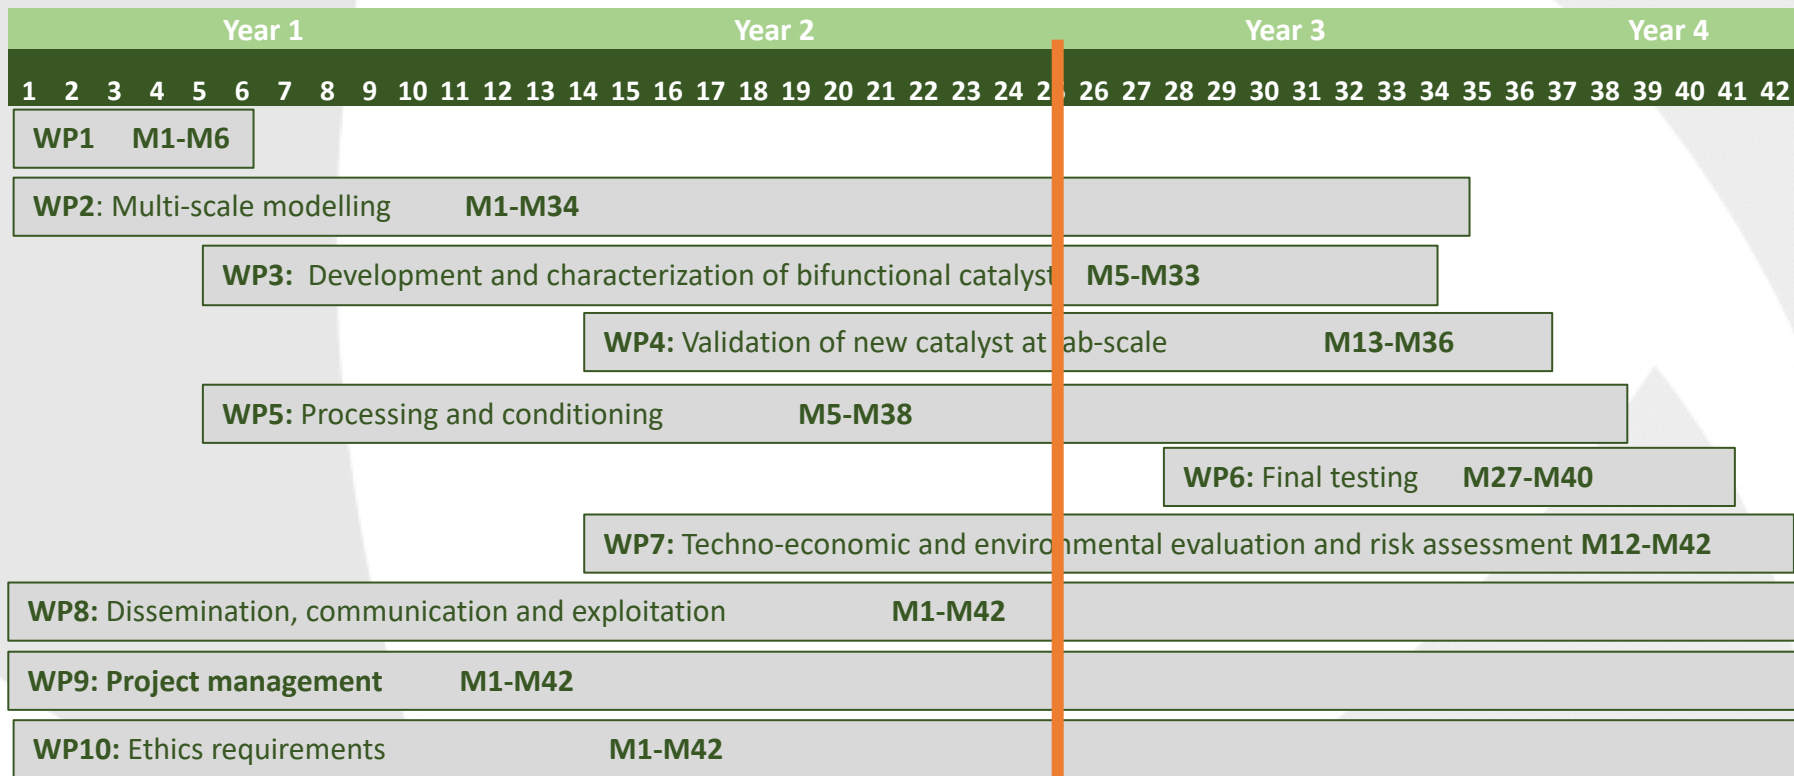 Year 1 Year 2 Year 3 Year 4
1 2 3 4 5 6 7 8 9 10 11 12 13 14 15 16 17 18 19 20 21 22 23 24 25 26 27 28 29 30 31 32 33 34 35 36 37 38 39 40 41 42
WP1 M1-M6
WP2: Multi-scale modelling M1-M34
WP3: Development and characterization of bifunctional catalyst M5-M33
WP4: Validation of new catalyst at lab-scale M13-M36
WP5: Processing and conditioning M5-M38
WP6: Final testing M27-M40
WP7: Techno-economic and environmental evaluation and risk assessment M12-M42
WP8: Dissemination, communication and exploitation M1-M42
WP9: Project management M1-M42
WP10: Ethics requirements M1-M42